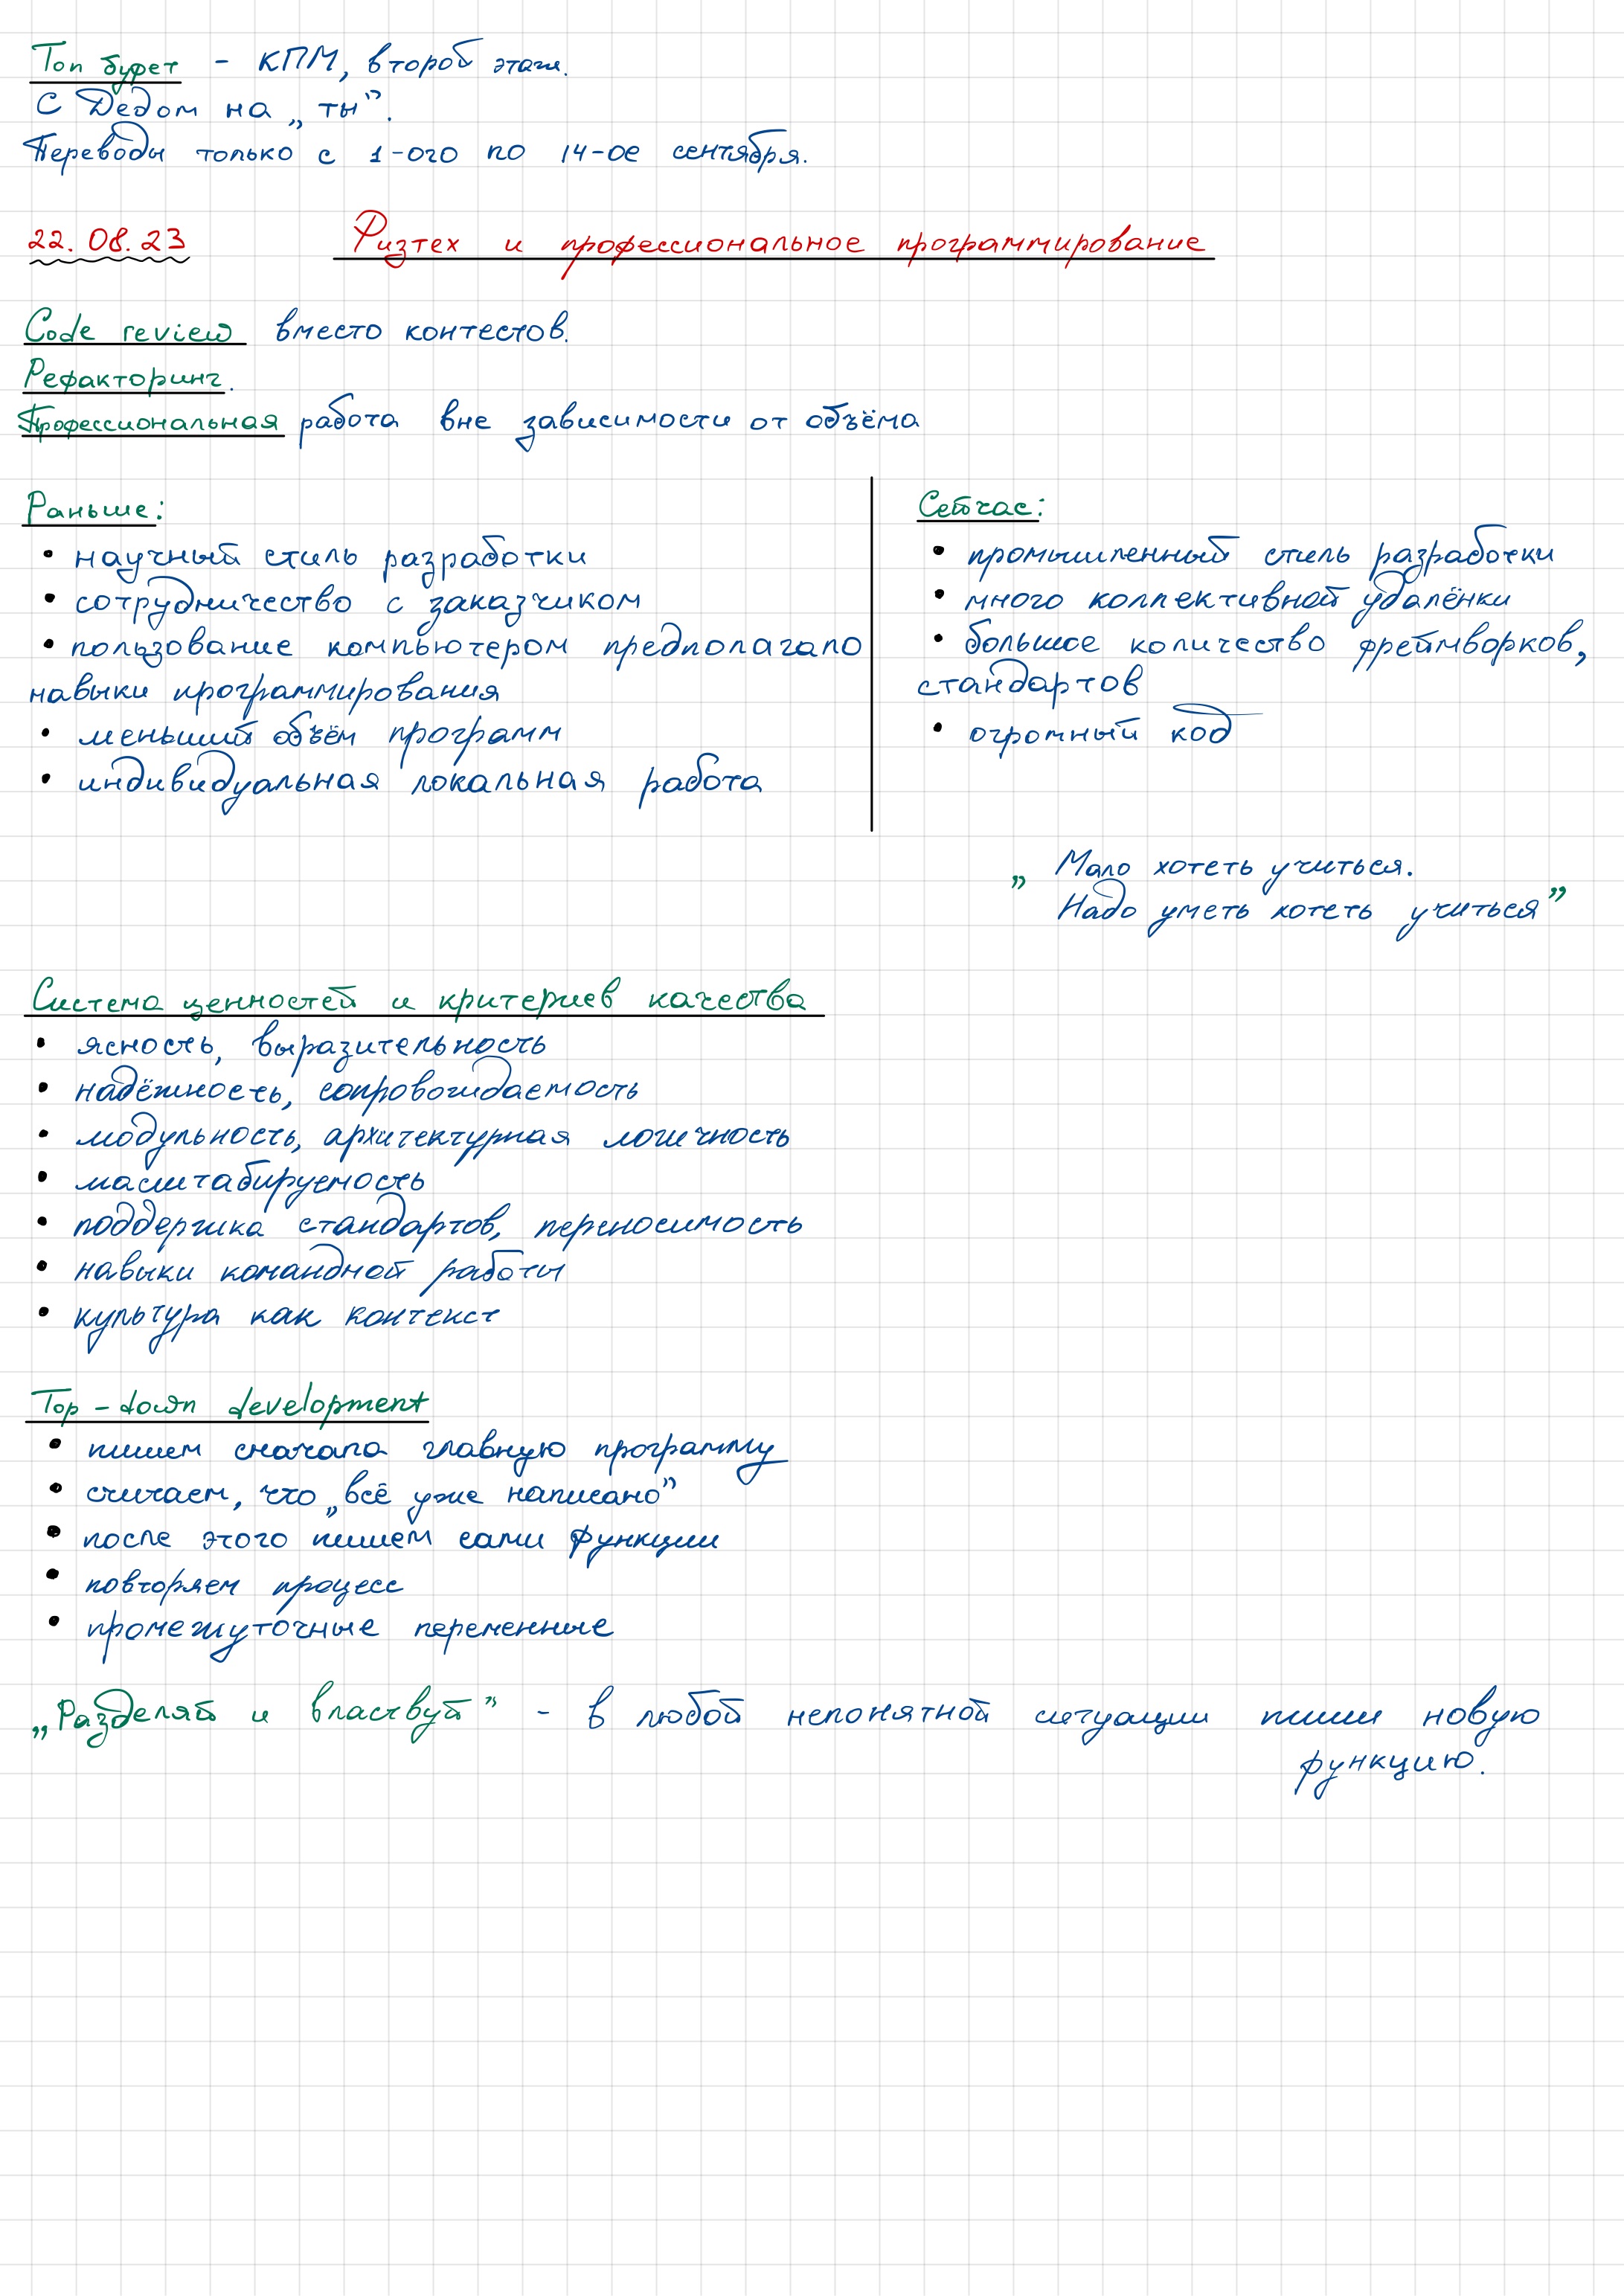 Топ буфет - КПМ, второй этаж.
С Дедом на „ты”.
Переводы только с 1-ого по 14-ое сентября.
22.08.23 Физтех и профессиональное программирование
Code review вместо контестов.
Рефакторинг.
Профессиональная работа вне зависимости от объёма
Раньше:
• научный стиль разработки
• сотрудничество с заказчиком
• пользование компьютером предполагало
навыки программирования
• меньший объём программ
• индивидуальная локальная работа
Сейчас:
• промышленный стиль разработки
• много коллективной удалёнки
• большое количество фреймворков,
стандартов
• огромный код
„ Мало хотеть учиться.
Надо уметь хотеть учиться”
Система ценностей и критериев качества
• ясность, выразительность
• надёжность, сопровождаемость
• модульность, архитектурная логичность
• масштабируемость
• поддержка стандартов, переносимость
• навыки командной работы
• культура как контекст
Top-down development
• пишем сначала главную программу
• считаем, что „всё уже написано”
• после этого пишем сами функции
• повторяем процесс
• промежуточные переменные
„Разделяй и властвуй” - в любой непонятной ситуации пиши новую
функцию.